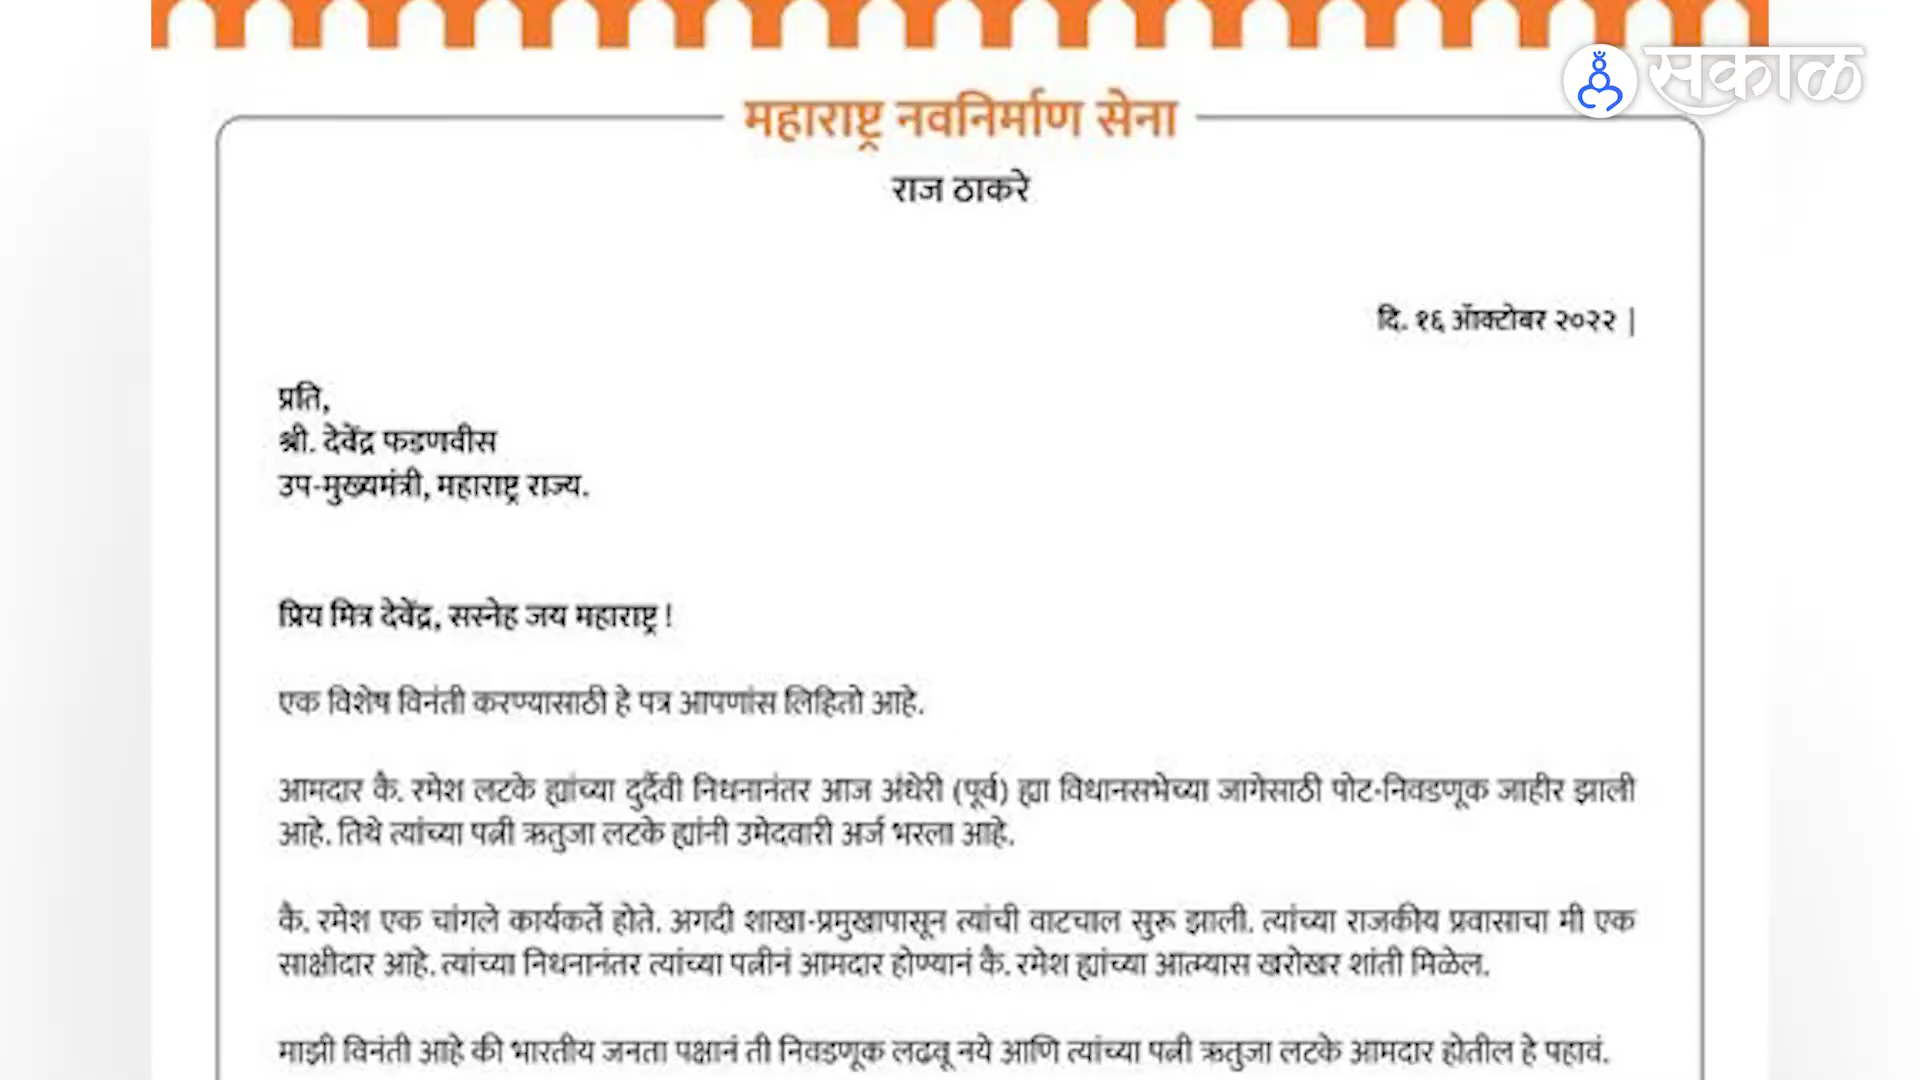 सकाळ
महाराष्ट्र नवनिर्माण सेना
राज ठाकरे
दि. १६ ऑक्टोबर २०२२ |
प्रति,
श्री. देवेंद्र फडणवीस
उप-मुख्यमंत्री, महाराष्ट्र राज्य.
प्रिय मित्र देवेंद्र, सस्नेह जय महाराष्ट्र !
एक विशेष विनंती करण्यासाठी हे पत्र आपणांस लिहितो आहे.
आमदार कै. रमेश लटके ह्यांच्या दुर्दैवी निधनानंतर आज अंधेरी (पूर्व) ह्या विधानसभेच्या जागेसाठी पोट-निवडणूक जाहीर झाली
आहे. तिथे त्यांच्या पत्नी ऋतुजा लटके ह्यांनी उमेदवारी अर्ज भरला आहे.
कै. रमेश एक चांगले कार्यकर्ते होते. अगदी शाखा-प्रमुखापासून त्यांची वाटचाल सुरू झाली. त्यांच्या राजकीय प्रवासाचा मी एक
साक्षीदार आहे. त्यांच्या निधनानंतर त्यांच्या पत्नीनं आमदार होण्यानं कै. रमेश ह्यांच्या आत्म्यास खरोखर शांती मिळेल.
माझी विनंती आहे की भारतीय जनता पक्षानं ती निवडणूक लढवू नये आणि त्यांच्या पत्नी ऋतुजा लटके आमदार होतील हे पहावं.